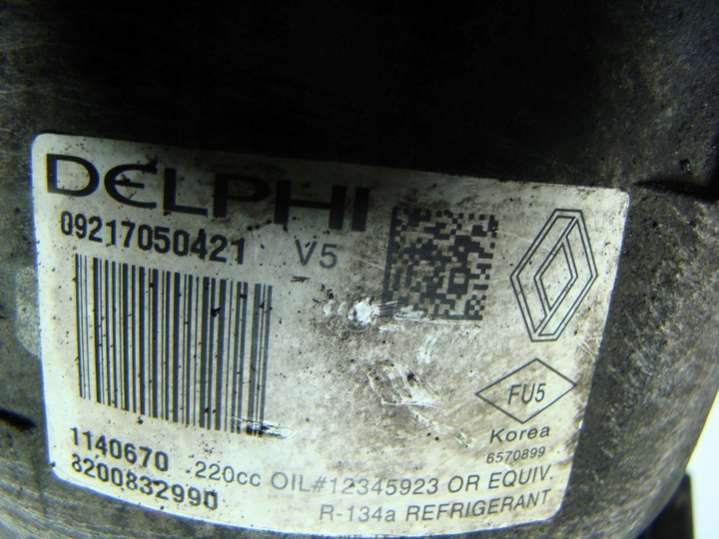 DELPHI
09217050421 V5
FU5
Korea
6570899
1140670 220cc OIL#12345923 OR EQUIV.
8200832990 R-134a REFRIGERANT